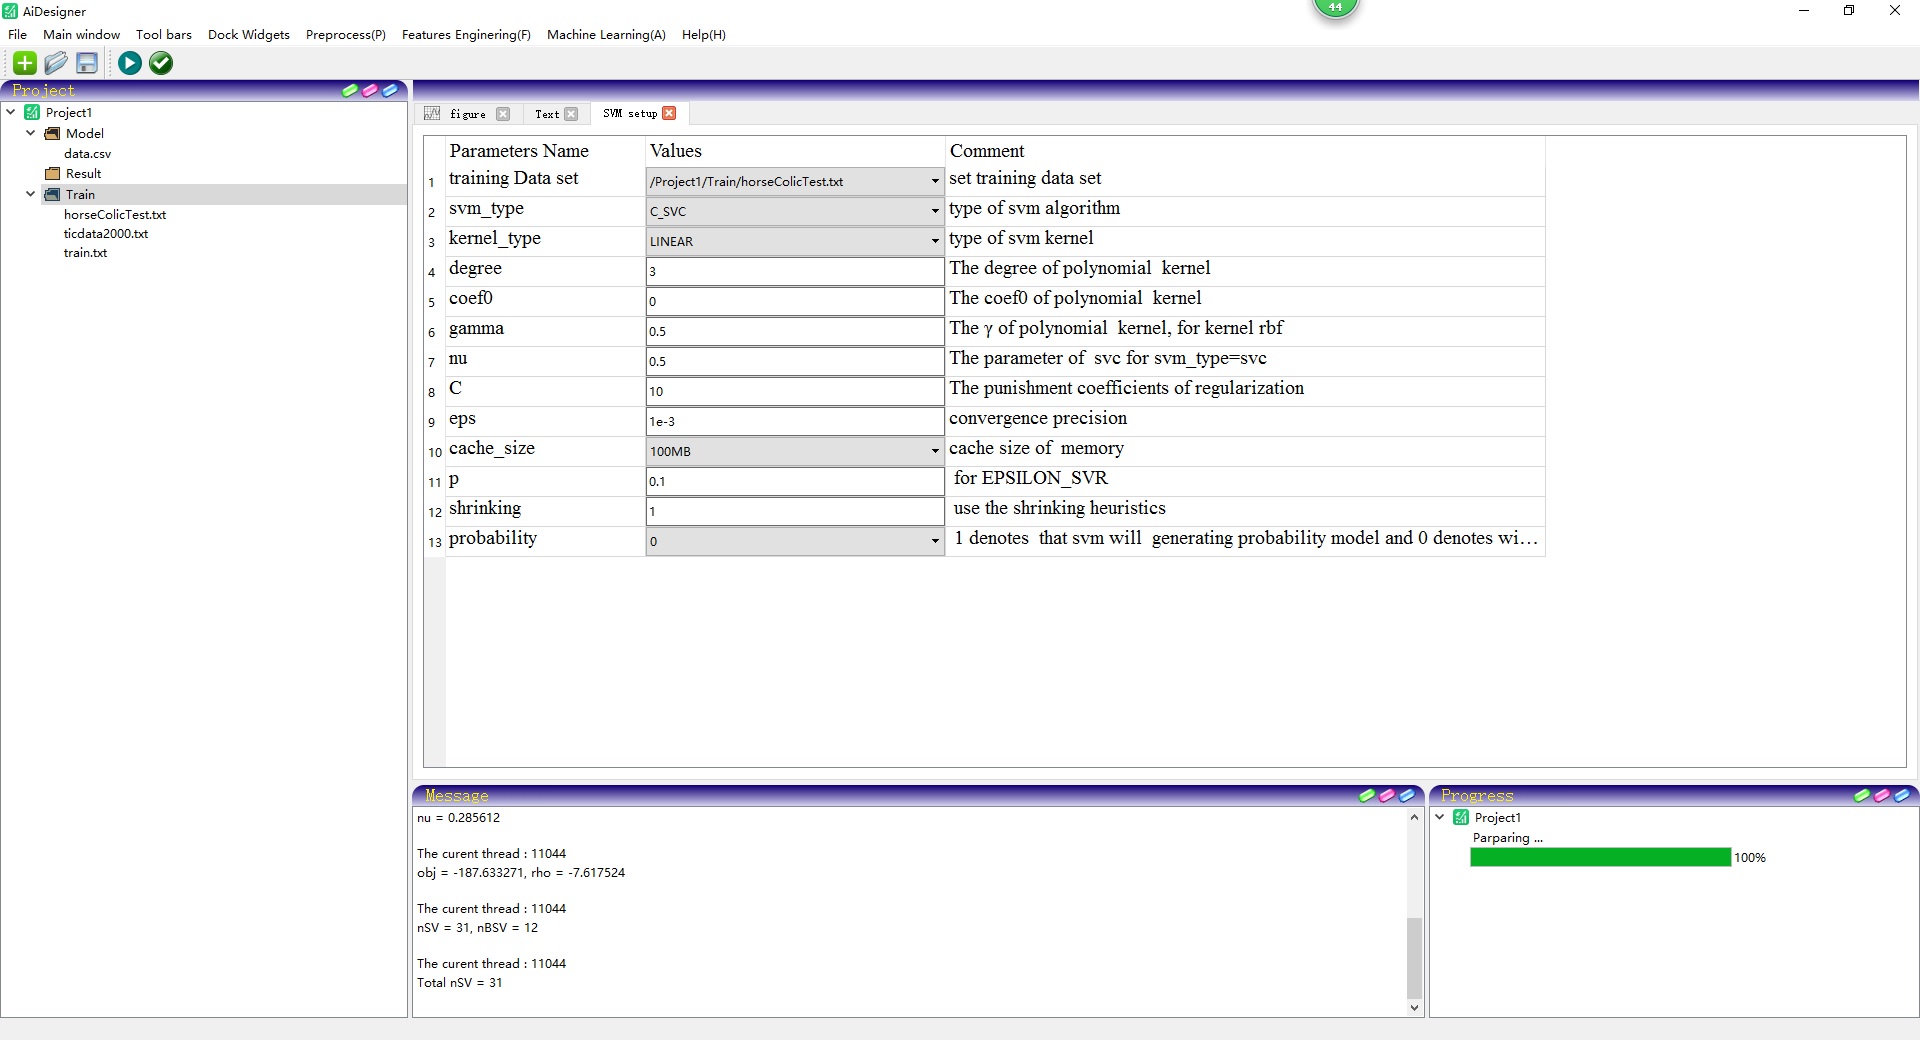 AiDesigner
44
File Main window Tool bars Dock Widgets Preprocess(P) Features Enginering(F) Machine Learning(A) Help(H)
Project
Project1
Model
data.csv
Result
Train
horseColicTest.txt
ticdata2000.txt
train.txt
figure Text SVM setup
Parameters Name Values Comment
1 training Data set /Project1/Train/horseColicTest.txt set training data set
2 svm_type C_SVC type of svm algorithm
3 kernel_type LINEAR type of svm kernel
4 degree 3 The degree of polynomial kernel
5 coef0 0 The coef0 of polynomial kernel
6 gamma 0.5 The γ of polynomial kernel, for kernel rbf
7 nu 0.5 The parameter of svc for svm_type=svc
8 C 10 The punishment coefficients of regularization
9 eps 1e-3 convergence precision
10 cache_size 100MB cache size of memory
11 p 0.1 for EPSILON_SVR
12 shrinking 1 use the shrinking heuristics
13 probability 0 1 denotes that svm will generating probability model and 0 denotes wi...
Message
nu = 0.285612
The curent thread : 11044
obj = -187.633271, rho = -7.617524
The curent thread : 11044
nSV = 31, nBSV = 12
The curent thread : 11044
Total nSV = 31
Progress
Project1
Parparing ...
100%